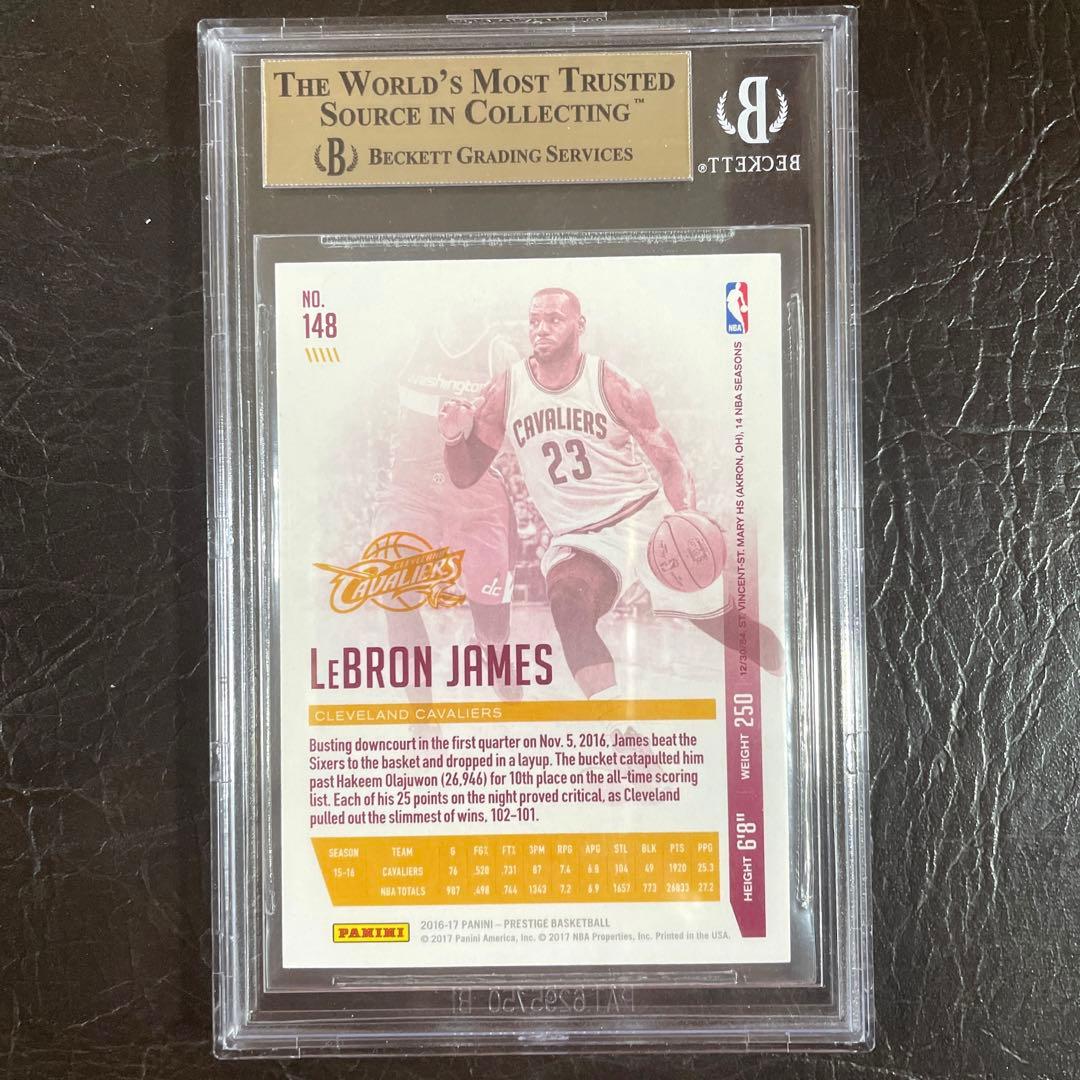 THE WORLD'S MOST TRUSTED
SOURCE IN COLLECTING™
B BECKETT GRADING SERVICES
B
BECKETT®
NO.
148
NBA
washington
CAVALIERS
23
dc
CLEVELAND
CAVALIERS
LeBRON JAMES
CLEVELAND CAVALIERS
Busting downcourt in the first quarter on Nov. 5, 2016, James beat the
Sixers to the basket and dropped in a layup. The bucket catapulted him
past Hakeem Olajuwon (26,946) for 10th place on the all-time scoring
list. Each of his 25 points on the night proved critical, as Cleveland
pulled out the slimmest of wins, 102-101.
SEASON TEAM G FG% FT% 3PM RPG APG STL BLK PTS PPG
15-16 CAVALIERS 76 .520 .731 87 7.4 6.8 104 49 1920 25.3
NBA TOTALS 987 .498 .744 1343 7.2 6.9 1657 773 26833 27.2
HEIGHT 6'8" WEIGHT 250 12/30/84 ST. VINCENT-ST. MARY HS (AKRON, OH), 14 NBA SEASONS
PANINI
2016-17 PANINI – PRESTIGE BASKETBALL
© 2017 Panini America, Inc. © 2017 NBA Properties, Inc. Printed in the USA.